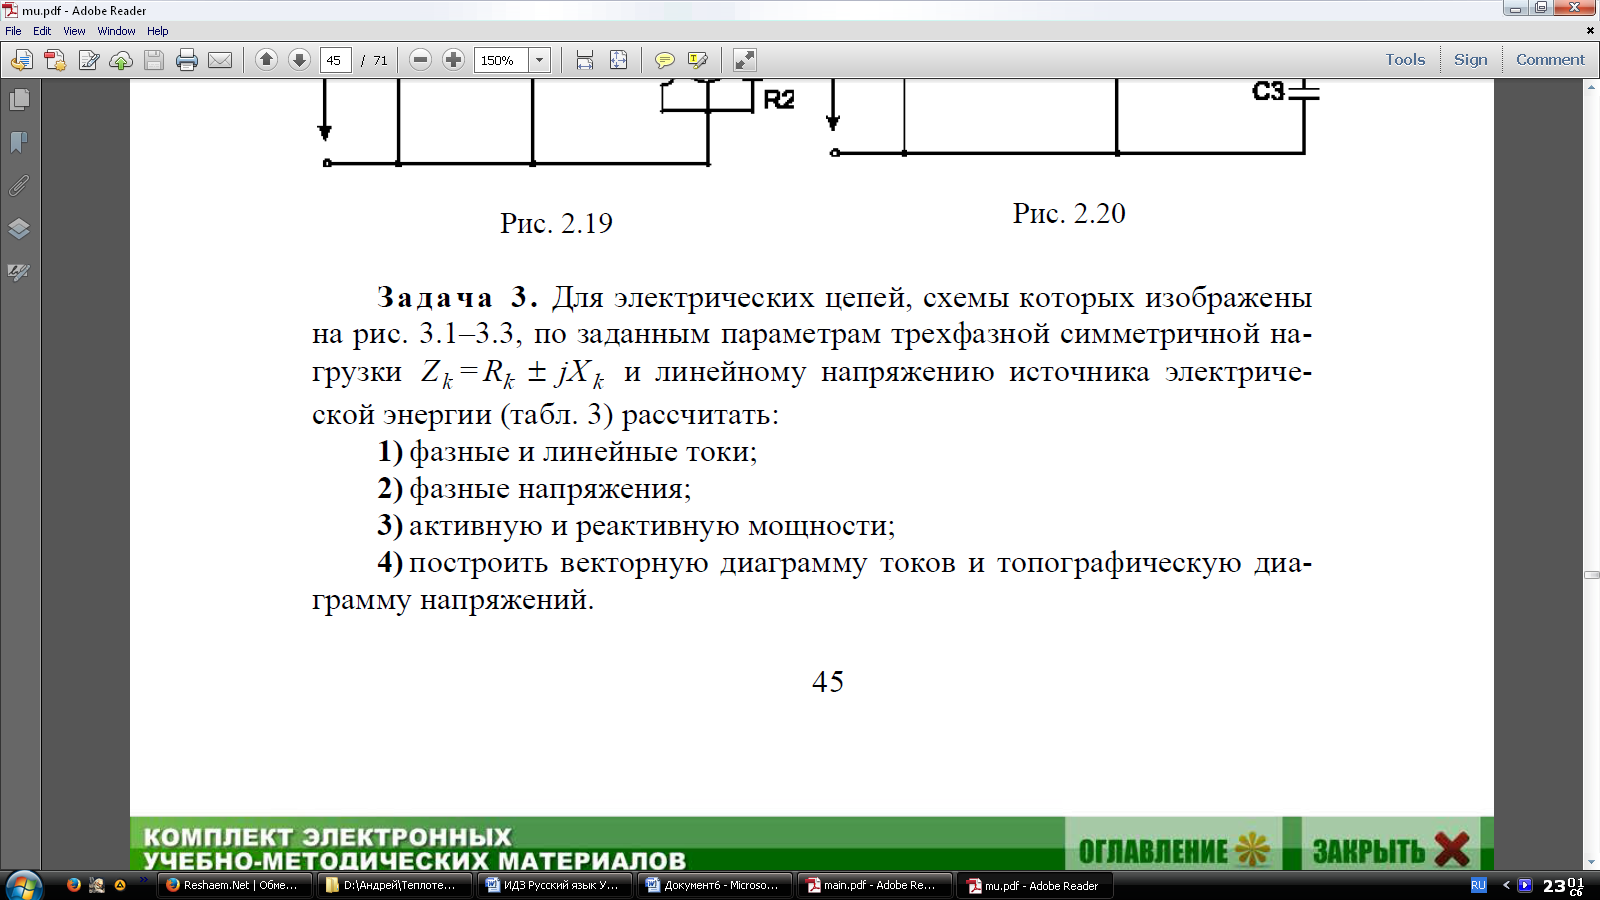 mu.pdf - Adobe Reader
File Edit View Window Help
45 / 71 150% Tools Sign Comment
R2
C3
Рис. 2.19
Рис. 2.20
Задача 3. Для электрических цепей, схемы которых изображены
на рис. 3.1–3.3, по заданным параметрам трехфазной симметричной на-
грузки Z_k = R_k ± jX_k и линейному напряжению источника электриче-
ской энергии (табл. 3) рассчитать:
1) фазные и линейные токи;
2) фазные напряжения;
3) активную и реактивную мощности;
4) построить векторную диаграмму токов и топографическую диа-
грамму напряжений.
45
КОМПЛЕКТ ЭЛЕКТРОННЫХ
УЧЕБНО-МЕТОДИЧЕСКИХ МАТЕРИАЛОВ
ОГЛАВЛЕНИЕ
ЗАКРЫТЬ
Reshaem.Net | Обме... D:\Андрей\Теплоте... ИДЗ Русский язык У... Документ6 - Microso... main.pdf - Adobe Re... mu.pdf - Adobe Reader RU 23 01 Сб